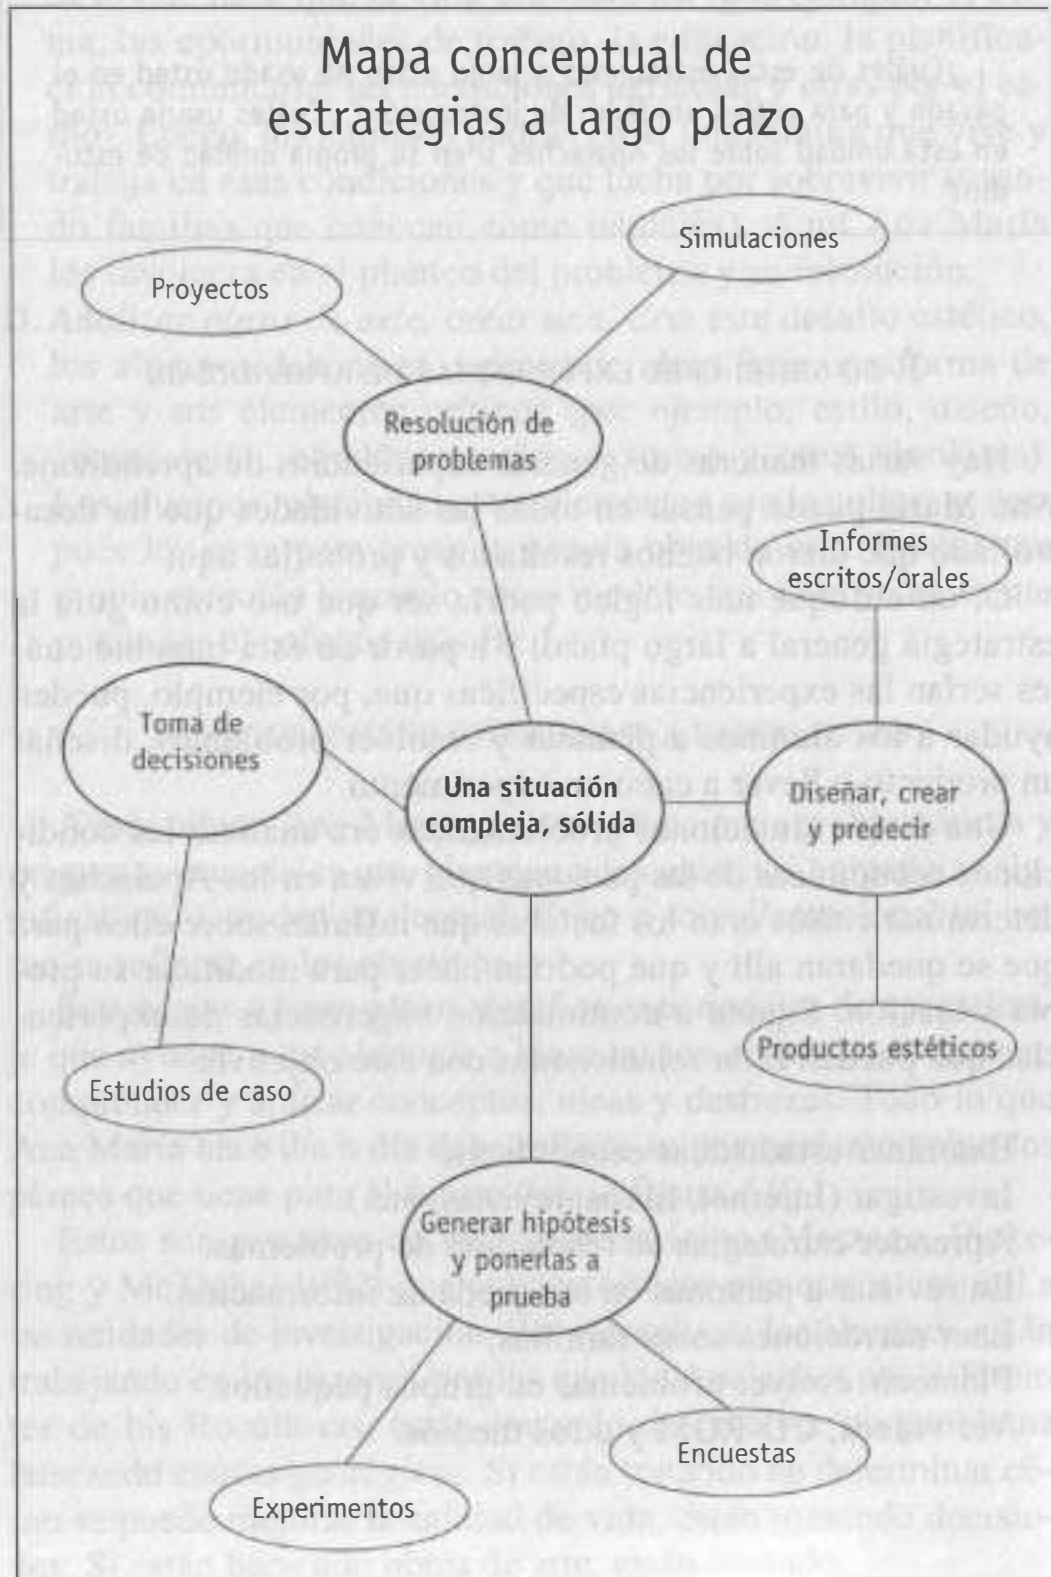 Mapa conceptual de
estrategias a largo plazo
Simulaciones
Proyectos
Resolución de
problemas
Informes
escritos/orales
Toma de
decisiones
Una situación
compleja, sólida
Diseñar, crear
y predecir
Estudios de caso
Productos estéticos
Generar hipótesis
y ponerlas a
prueba
Encuestas
Experimentos